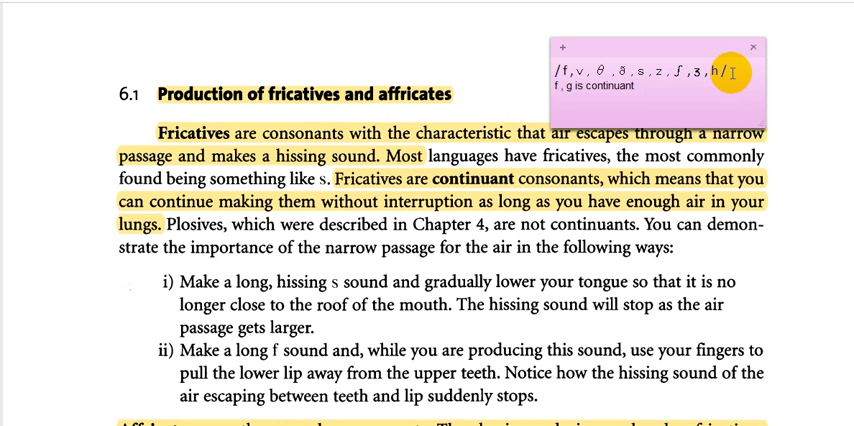 /f,v, θ ,ð,s,z,ʃ,ʒ,h/
f , g is continuant
6.1 Production of fricatives and affricates
Fricatives are consonants with the characteristic that air escapes through a narrow
passage and makes a hissing sound. Most languages have fricatives, the most commonly
found being something like s. Fricatives are continuant consonants, which means that you
can continue making them without interruption as long as you have enough air in your
lungs. Plosives, which were described in Chapter 4, are not continuants. You can demon-
strate the importance of the narrow passage for the air in the following ways:
i) Make a long, hissing s sound and gradually lower your tongue so that it is no
longer close to the roof of the mouth. The hissing sound will stop as the air
passage gets larger.
ii) Make a long f sound and, while you are producing this sound, use your fingers to
pull the lower lip away from the upper teeth. Notice how the hissing sound of the
air escaping between teeth and lip suddenly stops.